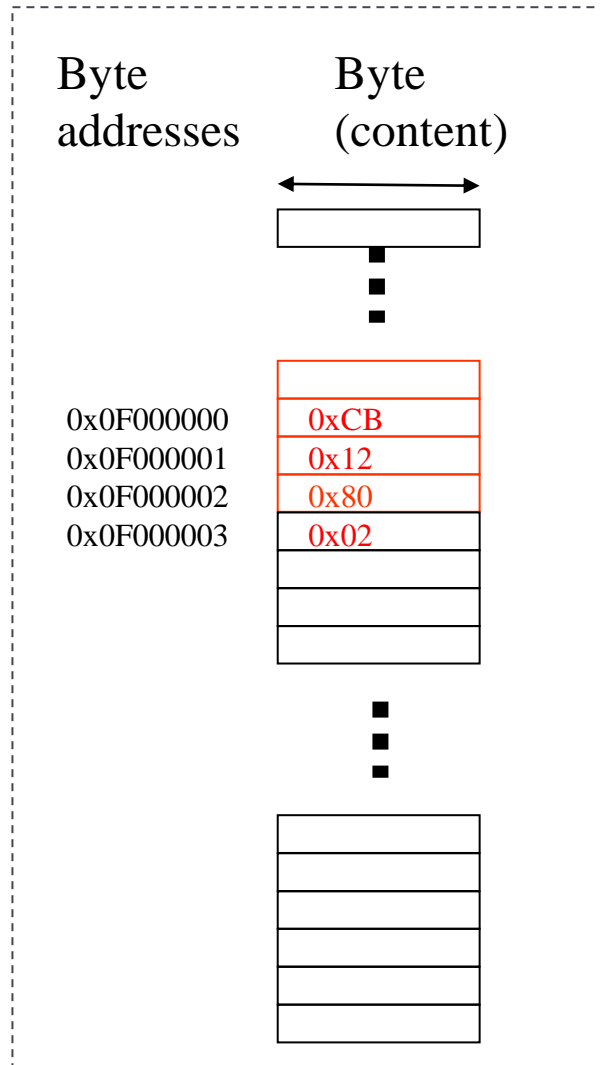 Byte addresses
Byte (content)
0x0F000000 0xCB
0x0F000001 0x12
0x0F000002 0x80
0x0F000003 0x02